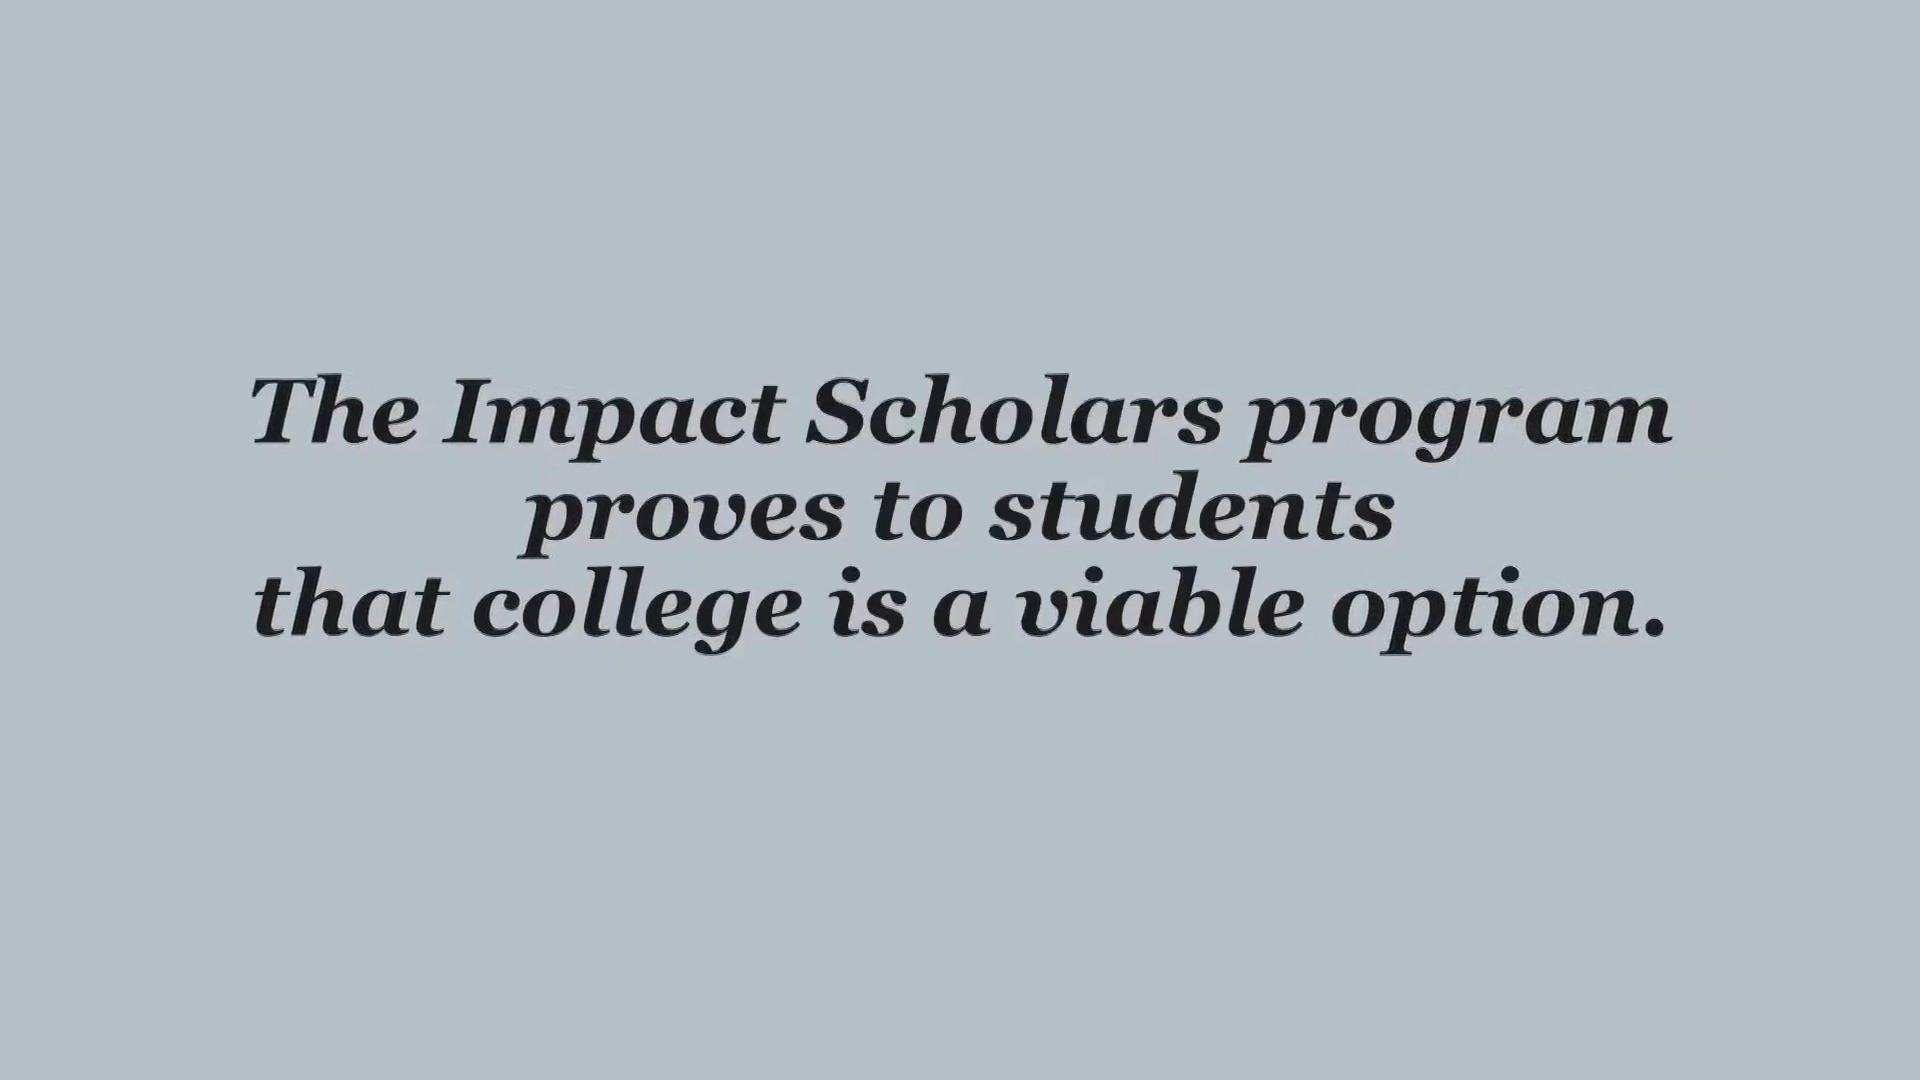 The Impact Scholars program
proves to students
that college is a viable option.